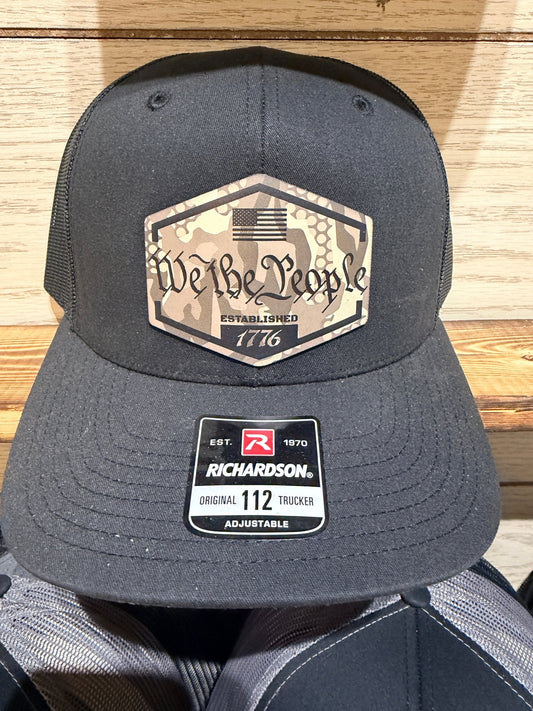 We the People
ESTABLISHED
1776
EST. R 1970
RICHARDSON®
ORIGINAL 112 TRUCKER
ADJUSTABLE